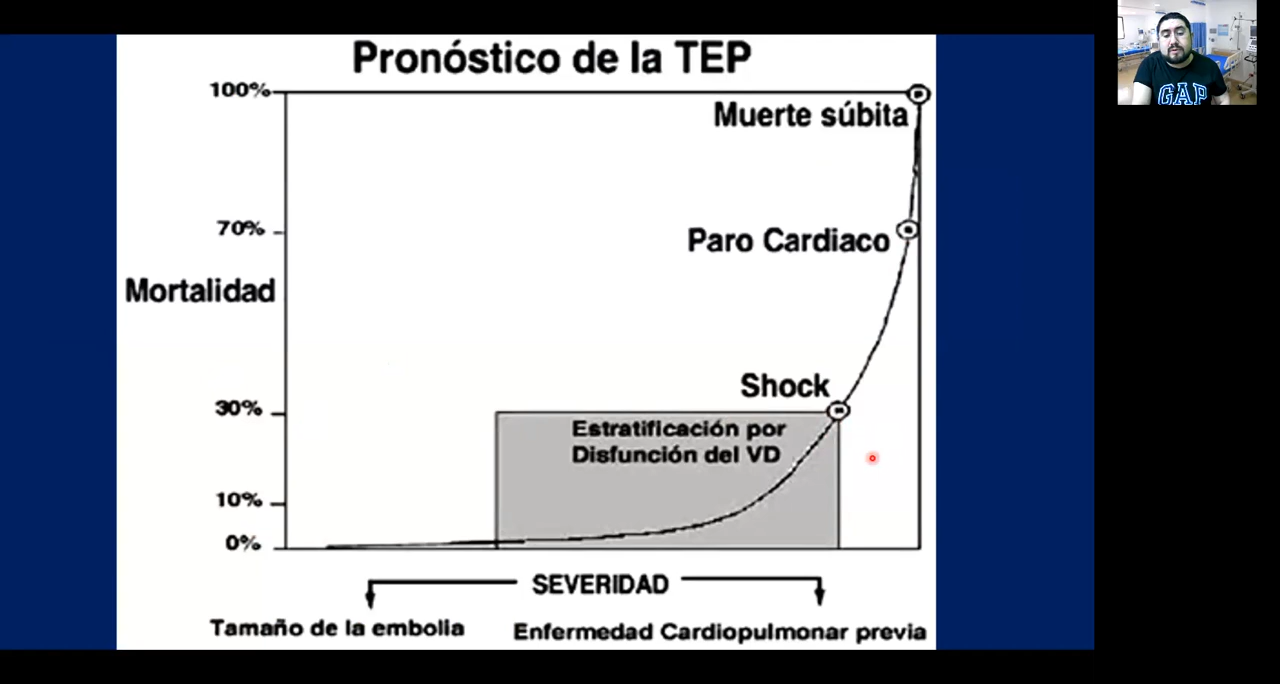 Pronóstico de la TEP
100%
Muerte súbita
70%
Paro Cardiaco
Mortalidad
Shock
30%
Estratificación por
Disfunción del VD
10%
0%
SEVERIDAD
Tamaño de la embolia
Enfermedad Cardiopulmonar previa
GAP